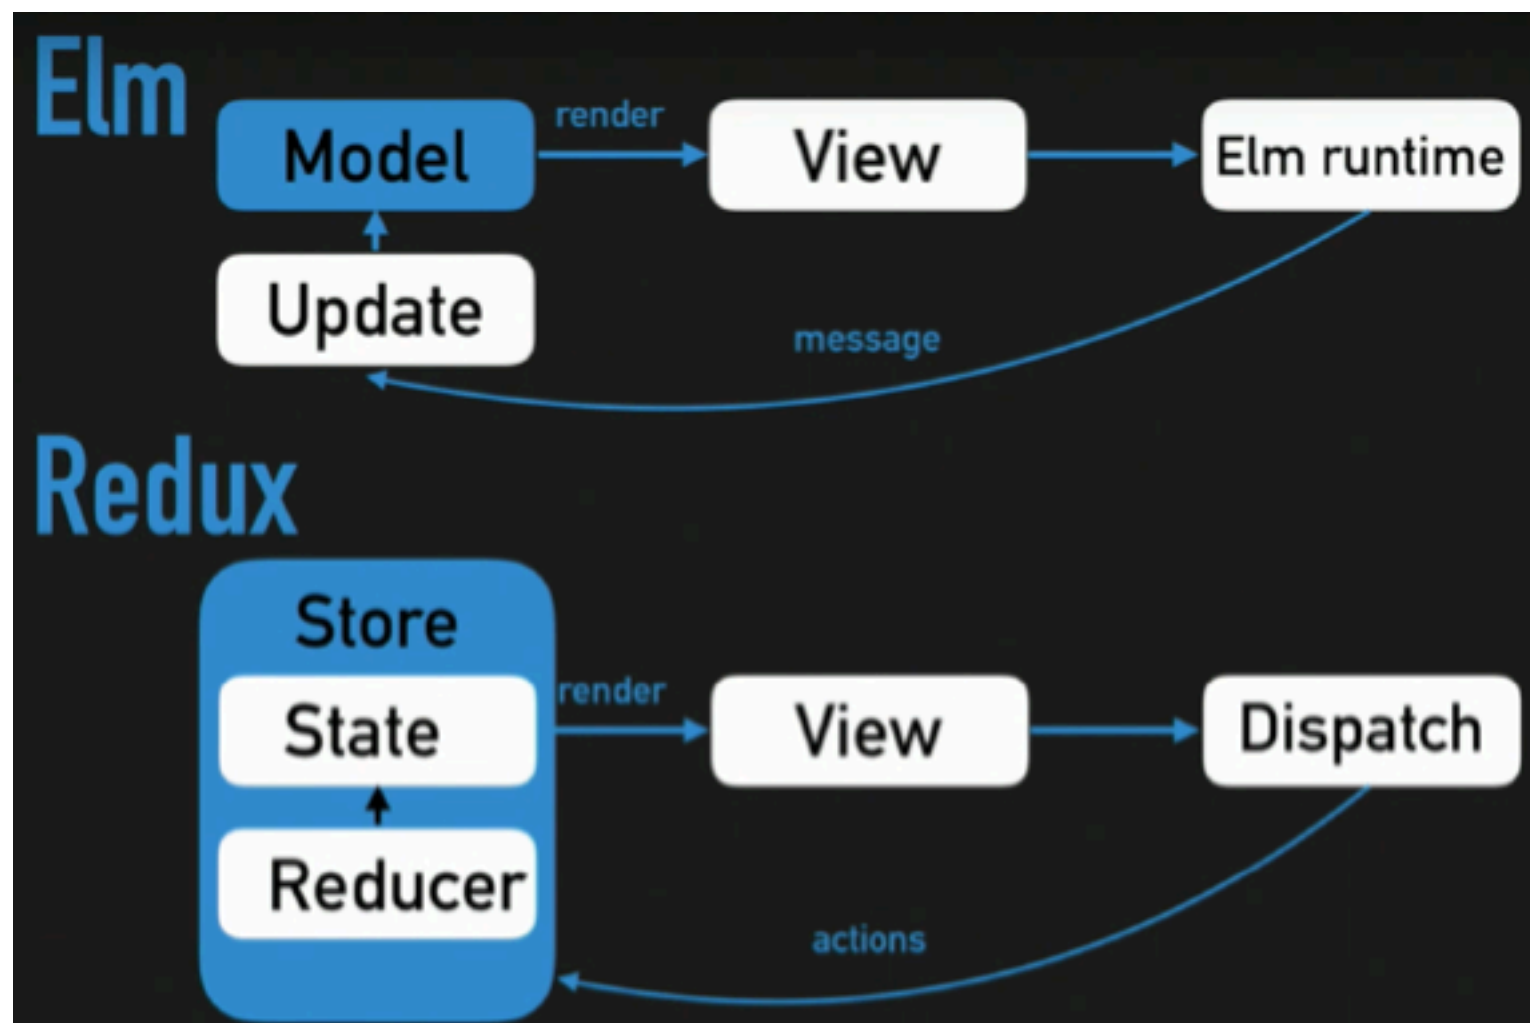 Elm
Model
render
View
Elm runtime
Update
message
Redux
Store
State
render
View
Dispatch
Reducer
actions